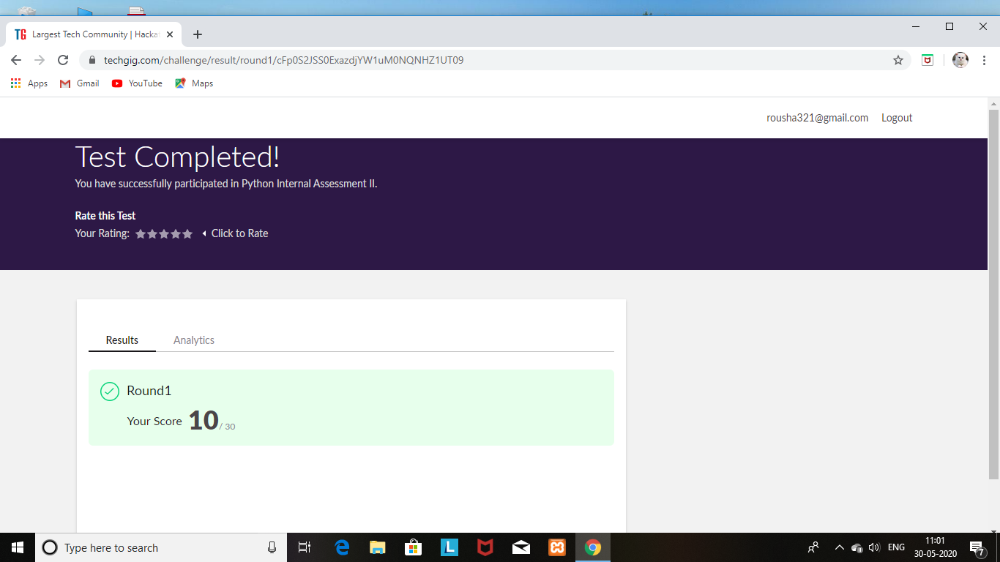 TG Largest Tech Community | Hacka
techgig.com/challenge/result/round1/cFp0S2JSS0ExazdjYW1uM0NQNHZ1UT09
Apps Gmail YouTube Maps
rousha321@gmail.com Logout
Test Completed!
You have successfully participated in Python Internal Assessment II.
Rate this Test
Your Rating: Click to Rate
Results Analytics
Round1
Your Score 10 / 30
Type here to search
L
ENG
11:01
30-05-2020
7